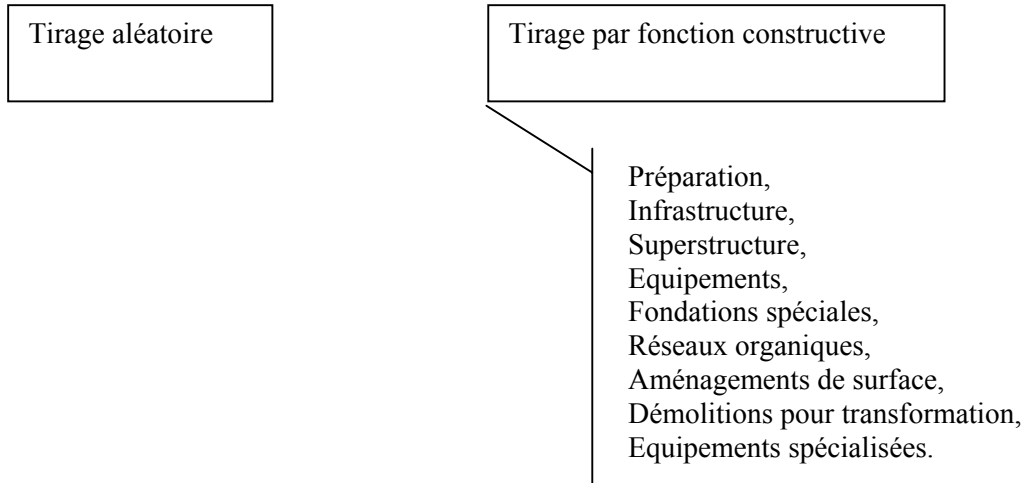 Tirage aléatoire
Tirage par fonction constructive
Préparation,
Infrastructure,
Superstructure,
Equipements,
Fondations spéciales,
Réseaux organiques,
Aménagements de surface,
Démolitions pour transformation,
Equipements spécialisées.